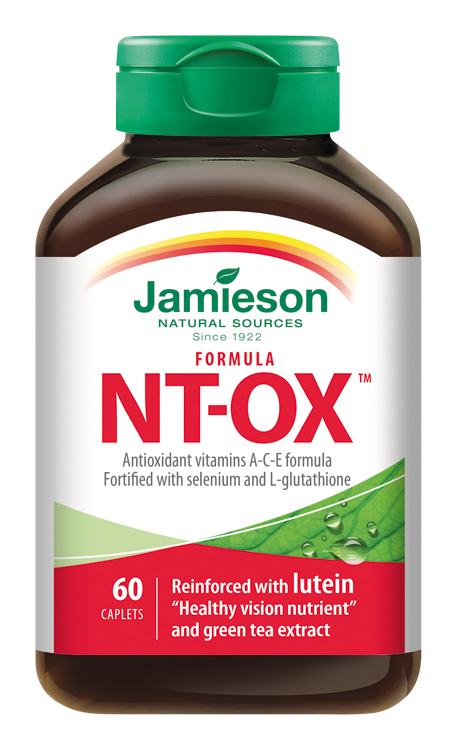 Jamieson
NATURAL SOURCES
Since 1922
FORMULA
NT-OX™
Antioxidant vitamins A-C-E formula
Fortified with selenium and L-glutathione
60
CAPLETS
Reinforced with lutein
“Healthy vision nutrient”
and green tea extract